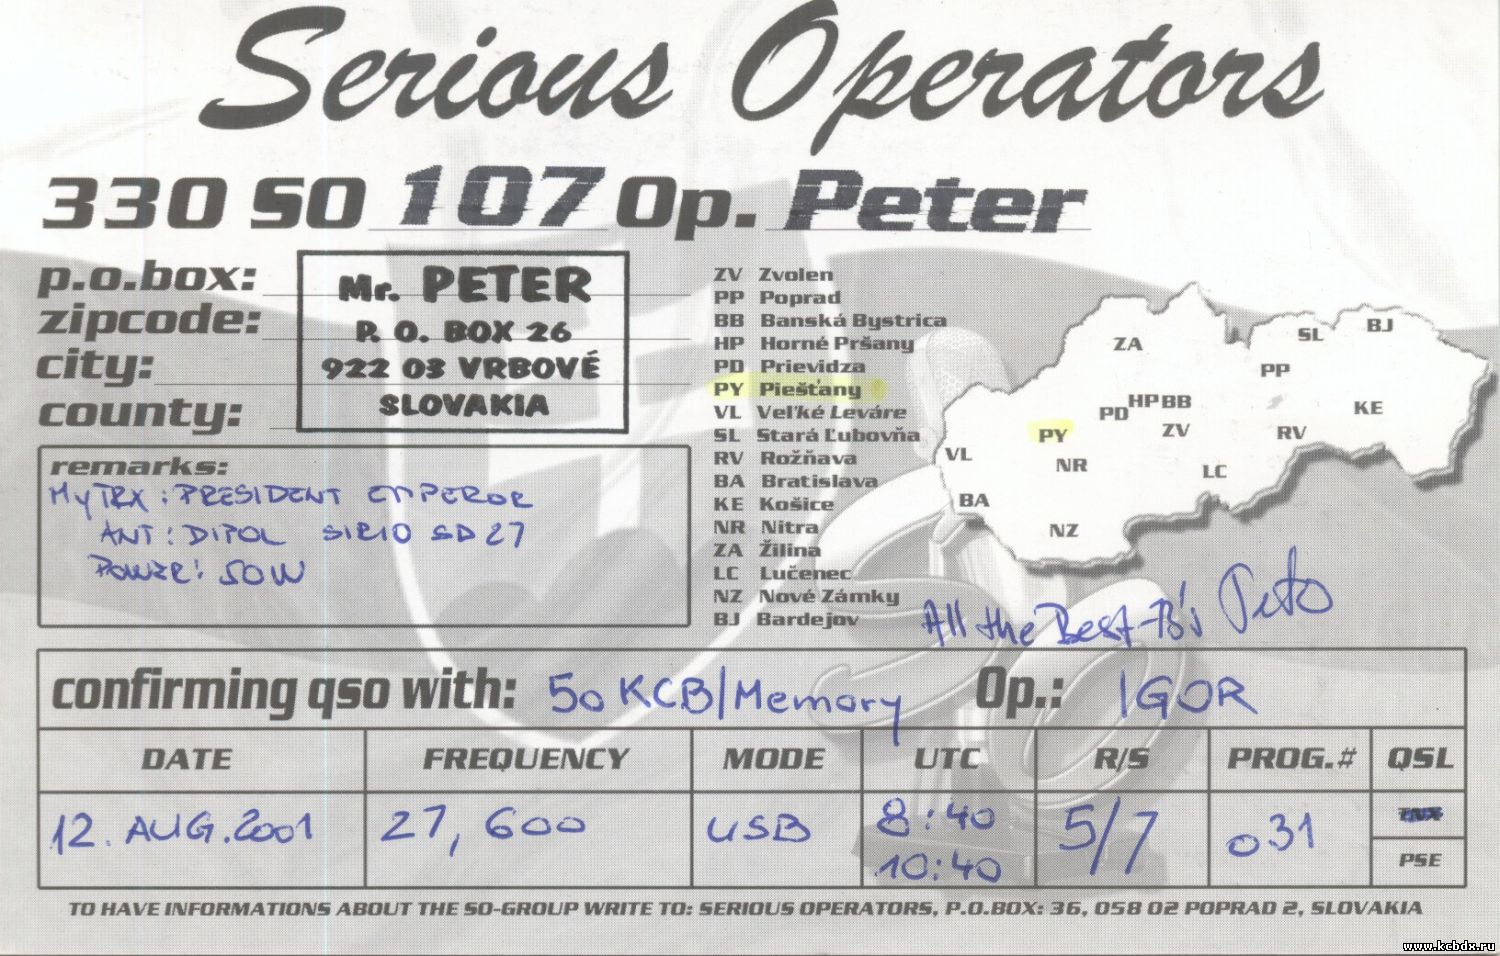 Serious Operators
330 SO 107 Op. Peter
p.o.box:
zipcode:
city:
county:
Mr. PETER
P. O. BOX 26
922 03 VRBOVÉ
SLOVAKIA
remarks:
MY TRX : PRESIDENT EMPEROR
ANT : DIPOL SIRIO SD 27
POWER : 50W
ZV Zvolen
PP Poprad
BB Banská Bystrica
HP Horné Pršany
PD Prievidza
PY Piešťany
VL Veľké Leváre
SL Stará Ľubovňa
RV Rožňava
BA Bratislava
KE Košice
NR Nitra
ZA Žilina
LC Lučenec
NZ Nové Zámky
BJ Bardejov
ZA SL BJ
PP
PD HP BB KE
PY ZV RV
VL NR LC
BA NZ
All the Best 73's Peto
confirming qso with: 50 KCB/Memory Op.: IGOR
DATE FREQUENCY MODE UTC R/S PROG.# QSL
12. AUG. 2001 27, 600 USB 8:40 5/7 031 TNX
10:40 PSE
TO HAVE INFORMATIONS ABOUT THE SO-GROUP WRITE TO: SERIOUS OPERATORS, P.O.BOX: 36, 058 02 POPRAD 2, SLOVAKIA
www.kcbdx.ru